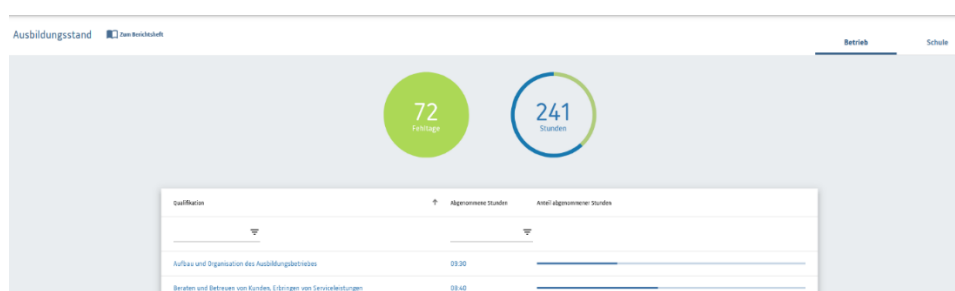 Ausbildungsstand
Zum Berichtsheft
Betrieb
Schule
72
Fehltage
241
Stunden
Qualifikation
Abgenommene Stunden
Anteil abgenommener Stunden
Aufbau und Organisation des Ausbildungsbetriebes
03:30
Beraten und Betreuen von Kunden, Erbringen von Serviceleistungen
08:40